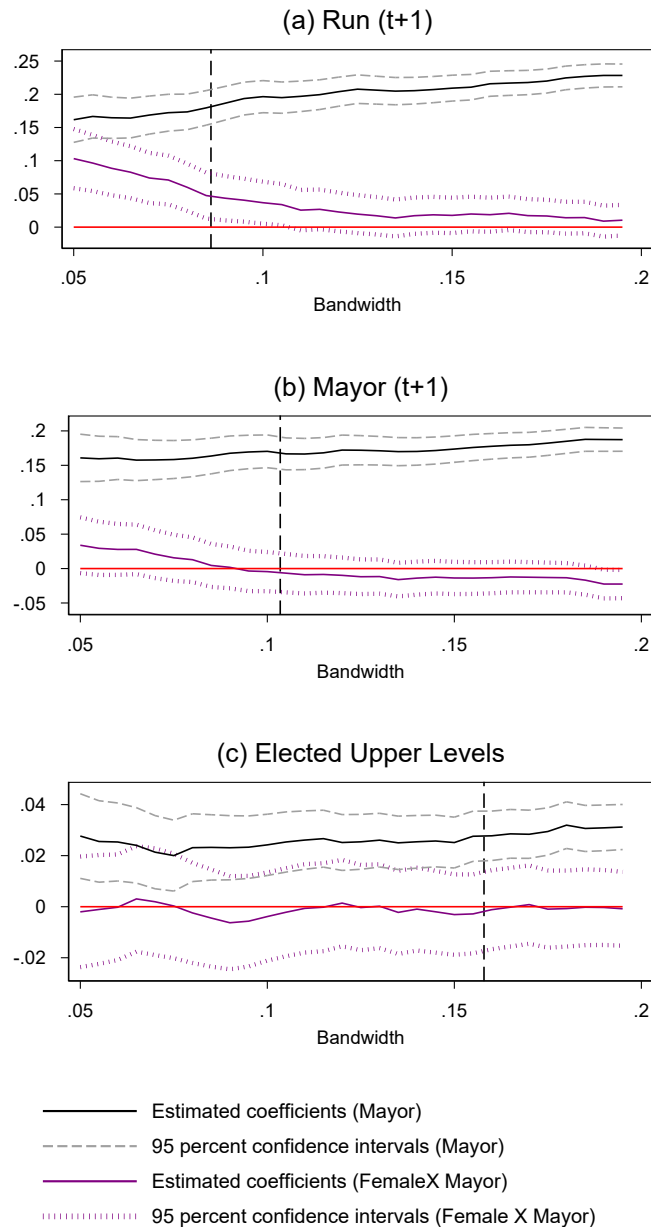 (a) Run (t+1)
.25
.2
.15
.1
.05
0
.05
.1
.15
.2
Bandwidth
(b) Mayor (t+1)
.2
.15
.1
.05
0
-.05
.05
.1
.15
.2
Bandwidth
(c) Elected Upper Levels
.04
.02
0
-.02
.05
.1
.15
.2
Bandwidth
Estimated coefficients (Mayor)
95 percent confidence intervals (Mayor)
Estimated coefficients (FemaleX Mayor)
95 percent confidence intervals (Female X Mayor)